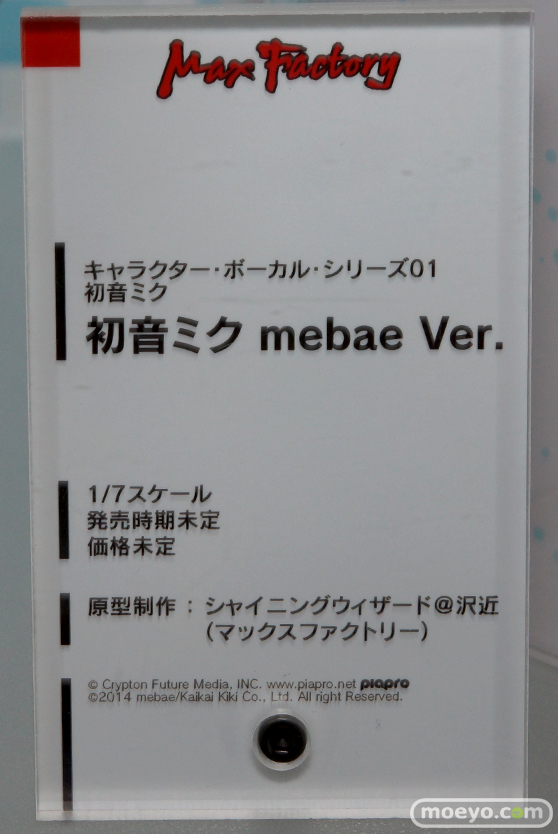 Max Factory
キャラクター・ボーカル・シリーズ01
初音ミク
初音ミク mebae Ver.
1/7スケール
発売時期未定
価格未定
原型制作：シャイニングウィザード＠沢近
（マックスファクトリー）
© Crypton Future Media, INC. www.piapro.net piapro
©2014 mebae/Kaikai Kiki Co., Ltd. All right Reserved.
moeyo.com